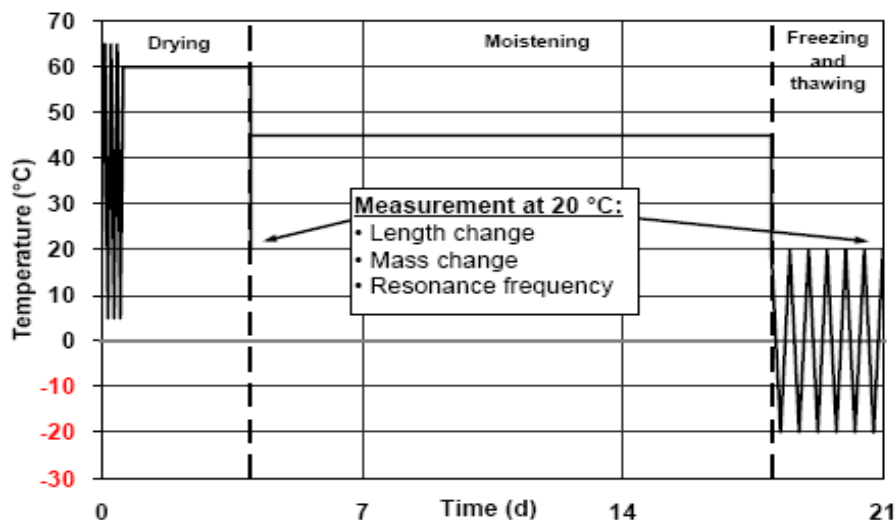 70
60
50
40
30
20
10
0
-10
-20
-30
Temperature (°C)
Drying
Moistening
Freezing
and
thawing
Measurement at 20 °C:
• Length change
• Mass change
• Resonance frequency
0
7
14
21
Time (d)